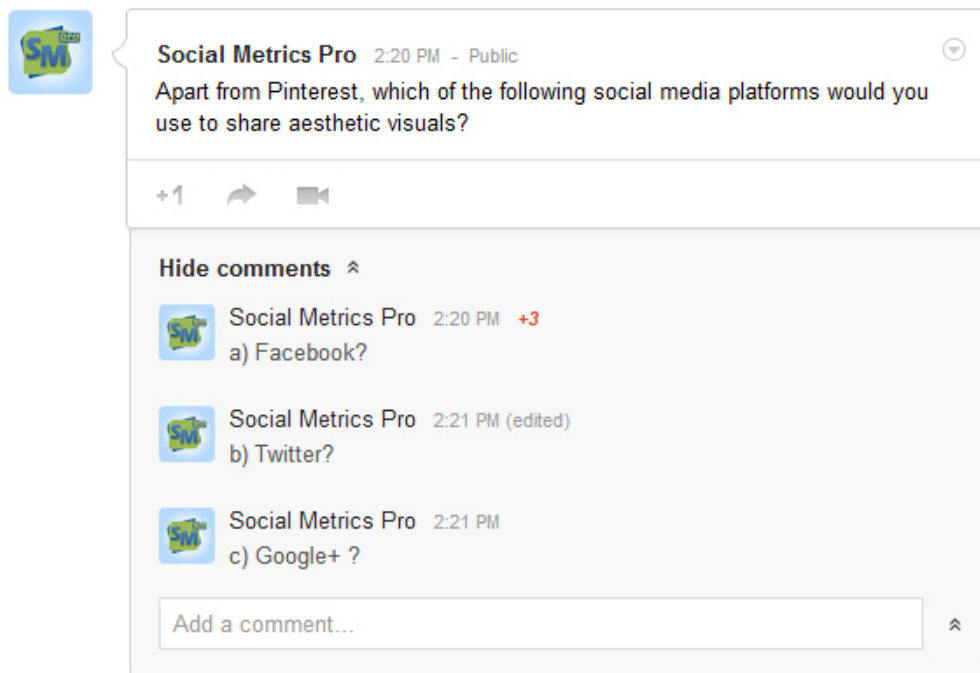 SM pro
Social Metrics Pro 2:20 PM - Public
Apart from Pinterest, which of the following social media platforms would you
use to share aesthetic visuals?
+1
Hide comments
SM
Social Metrics Pro 2:20 PM +3
a) Facebook?
SM
Social Metrics Pro 2:21 PM (edited)
b) Twitter?
SM
Social Metrics Pro 2:21 PM
c) Google+ ?
Add a comment...